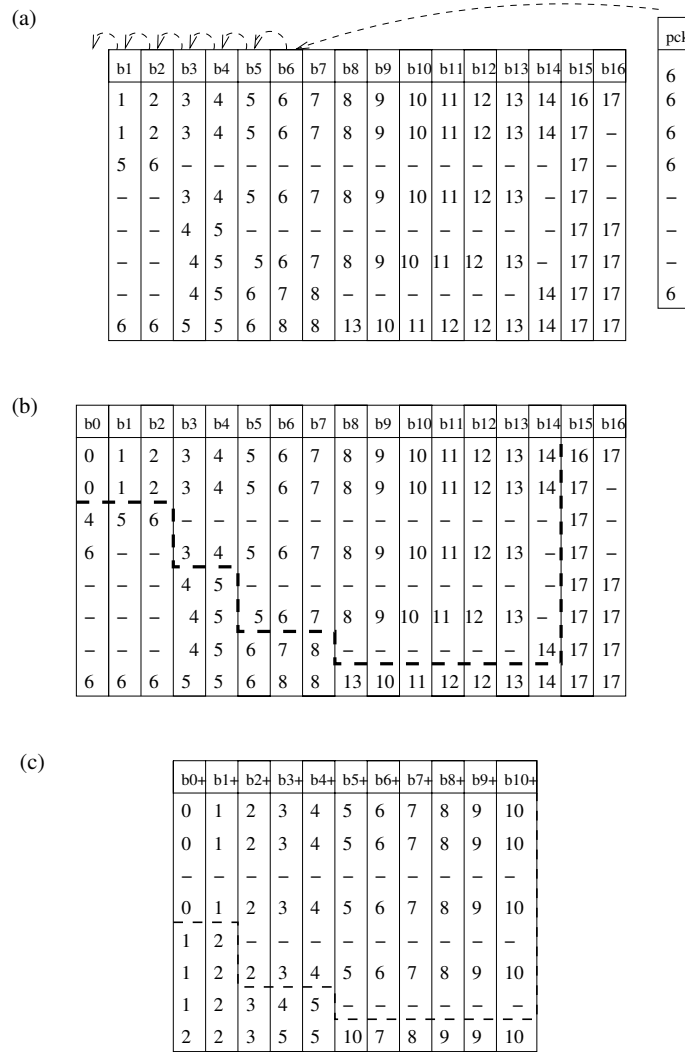 (a)
pck
b1 b2 b3 b4 b5 b6 b7 b8 b9 b10 b11 b12 b13 b14 b15 b16
6
1 2 3 4 5 6 7 8 9 10 11 12 13 14 16 17 6
1 2 3 4 5 6 7 8 9 10 11 12 13 14 17 – 6
5 6 – – – – – – – – – – – – 17 – 6
– – 3 4 5 6 7 8 9 10 11 12 13 – 17 – –
– – 4 5 – – – – – – – – – – 17 17 –
– – 4 5 5 6 7 8 9 10 11 12 13 – 17 17 –
– – 4 5 6 7 8 – – – – – – 14 17 17 6
6 6 5 5 6 8 8 13 10 11 12 12 13 14 17 17
(b)
b0 b1 b2 b3 b4 b5 b6 b7 b8 b9 b10 b11 b12 b13 b14 b15 b16
0 1 2 3 4 5 6 7 8 9 10 11 12 13 14 16 17
0 1 2 3 4 5 6 7 8 9 10 11 12 13 14 17 –
4 5 6 – – – – – – – – – – – – 17 –
6 – – 3 4 5 6 7 8 9 10 11 12 13 – 17 –
– – – 4 5 – – – – – – – – – – 17 17
– – – 4 5 5 6 7 8 9 10 11 12 13 – 17 17
– – – 4 5 6 7 8 – – – – – – 14 17 17
6 6 6 5 5 6 8 8 13 10 11 12 12 13 14 17 17
(c)
b0+ b1+ b2+ b3+ b4+ b5+ b6+ b7+ b8+ b9+ b10+
0 1 2 3 4 5 6 7 8 9 10
0 1 2 3 4 5 6 7 8 9 10
– – – – – – – – – – –
0 1 2 3 4 5 6 7 8 9 10
1 2 – – – – – – – – –
1 2 2 3 4 5 6 7 8 9 10
1 2 3 4 5 – – – – – –
2 2 3 5 5 10 7 8 9 9 10